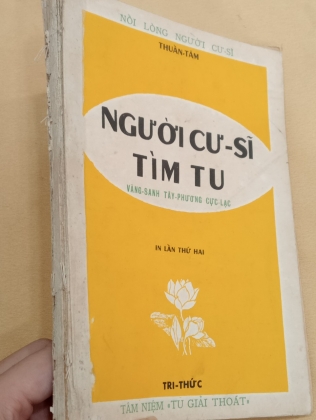 NỖI LÒNG NGƯỜI CƯ-SĨ
THUẦN-TÂM
NGƯỜI CƯ-SĨ
TÌM TU
VÃNG-SANH TÂY-PHƯƠNG CỰC-LẠC
IN LẦN THỨ HAI
TRI-THỨC
TÂM NIỆM «TU GIẢI THOÁT»